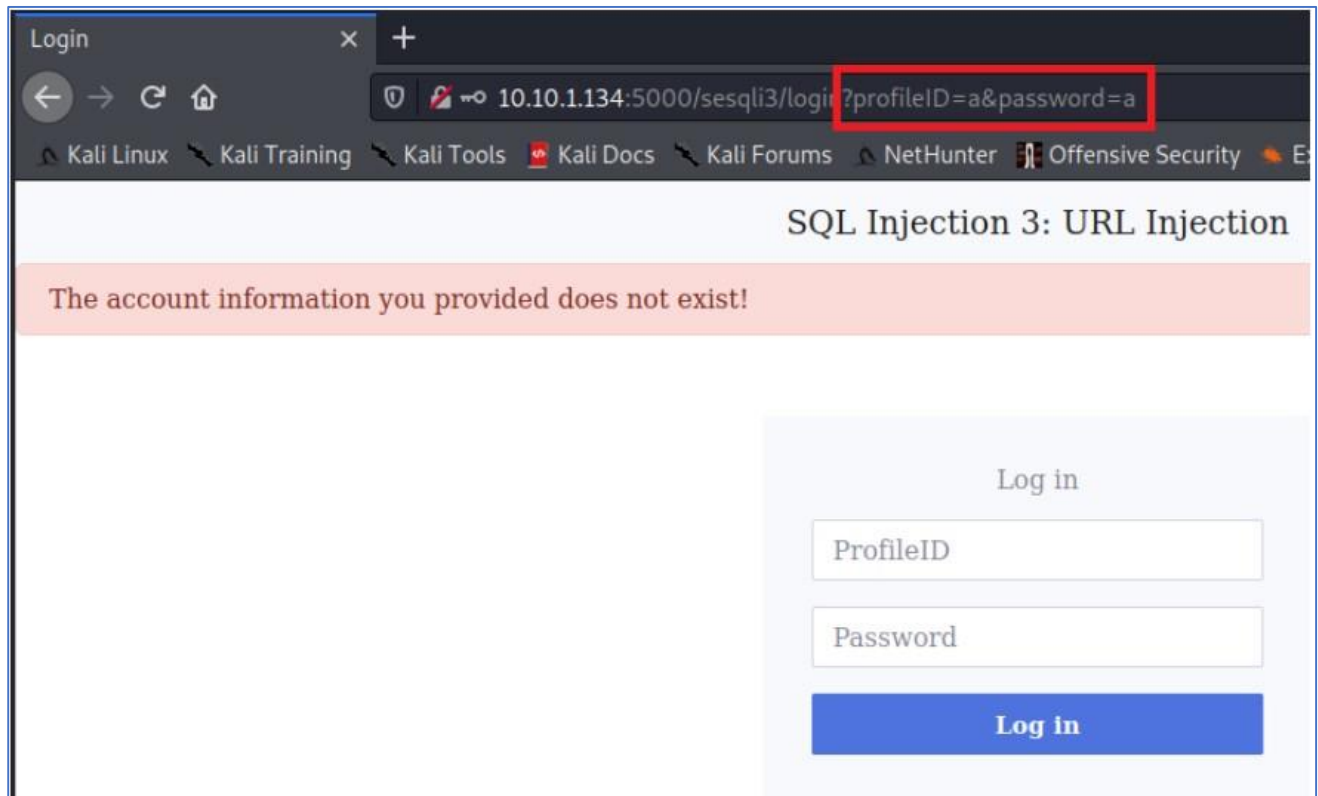 Login × +
10.10.1.134:5000/sesqli3/login?profileID=a&password=a
Kali Linux Kali Training Kali Tools Kali Docs Kali Forums NetHunter Offensive Security
SQL Injection 3: URL Injection
The account information you provided does not exist!
Log in
ProfileID
Password
Log in